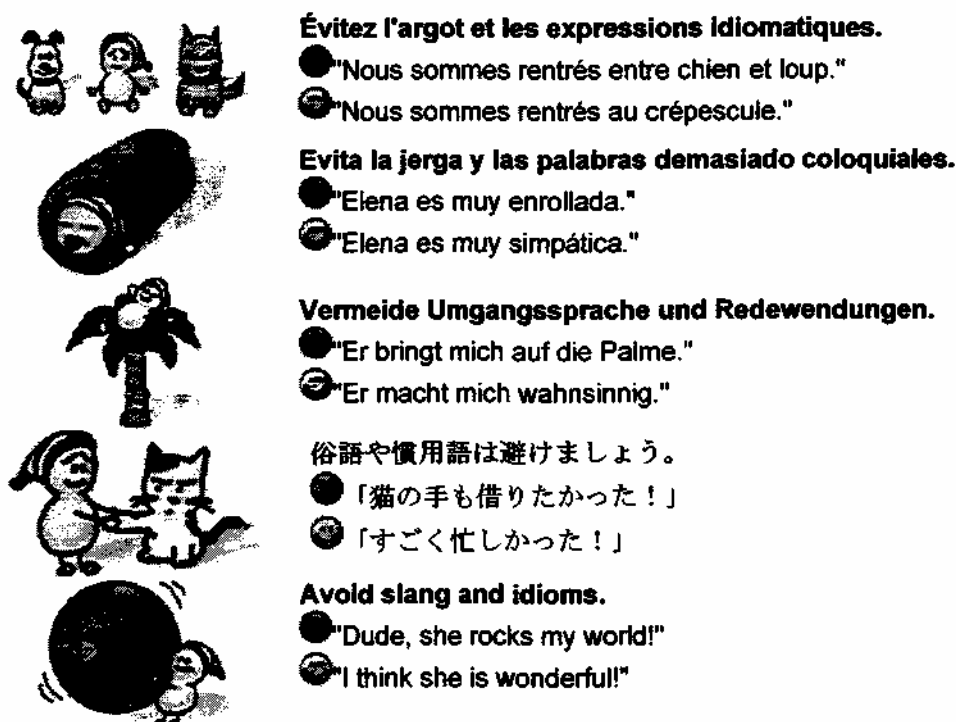 Évitez l'argot et les expressions idiomatiques.
"Nous sommes rentrés entre chien et loup."
"Nous sommes rentrés au crépescule."
Evita la jerga y las palabras demasiado coloquiales.
"Elena es muy enrollada."
"Elena es muy simpática."
Vermeide Umgangssprache und Redewendungen.
"Er bringt mich auf die Palme."
"Er macht mich wahnsinnig."
俗語や慣用語は避けましょう。
「猫の手も借りたかった！」
「すごく忙しかった！」
Avoid slang and idioms.
"Dude, she rocks my world!"
"I think she is wonderful!"